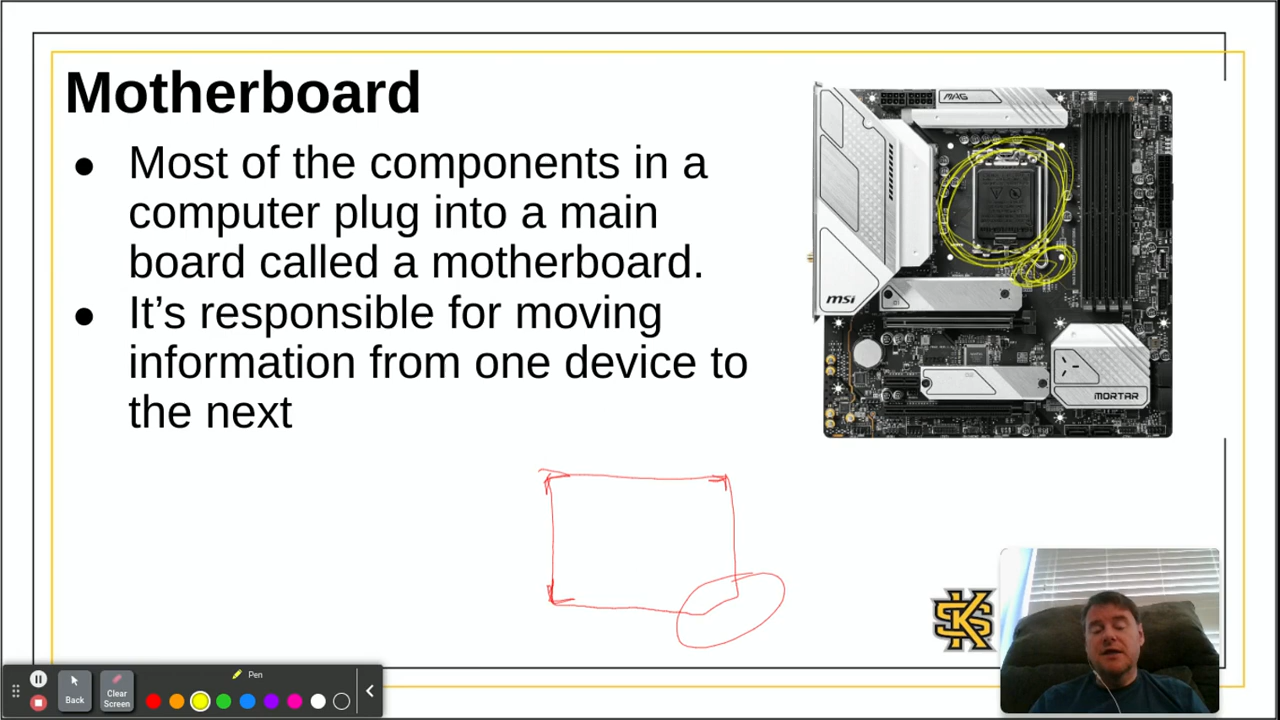 Motherboard
● Most of the components in a
computer plug into a main
board called a motherboard.
● It’s responsible for moving
information from one device to
the next
MAG
msi
MORTAR
KS
Pen
Back
Clear
Screen